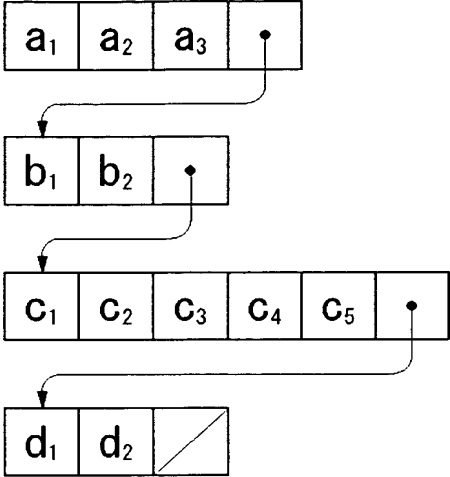 a₁ a₂ a₃
b₁ b₂
c₁ c₂ c₃ c₄ c₅
d₁ d₂